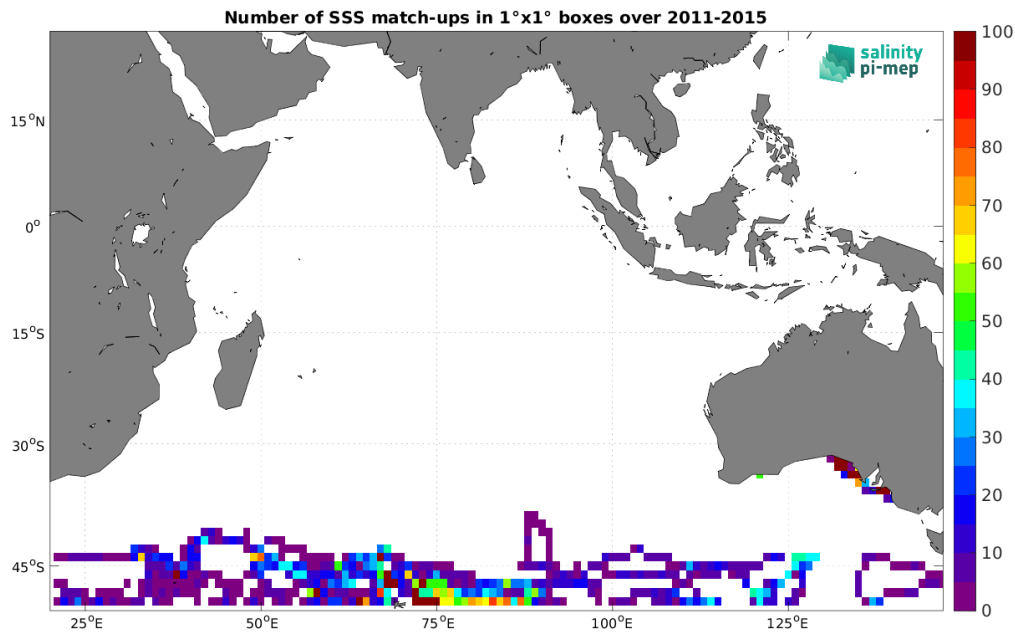 Number of SSS match-ups in 1°x1° boxes over 2011-2015
salinity
pi-mep
15°N
0°
15°S
30°S
45°S
25°E
50°E
75°E
100°E
125°E
100
90
80
70
60
50
40
30
20
10
0